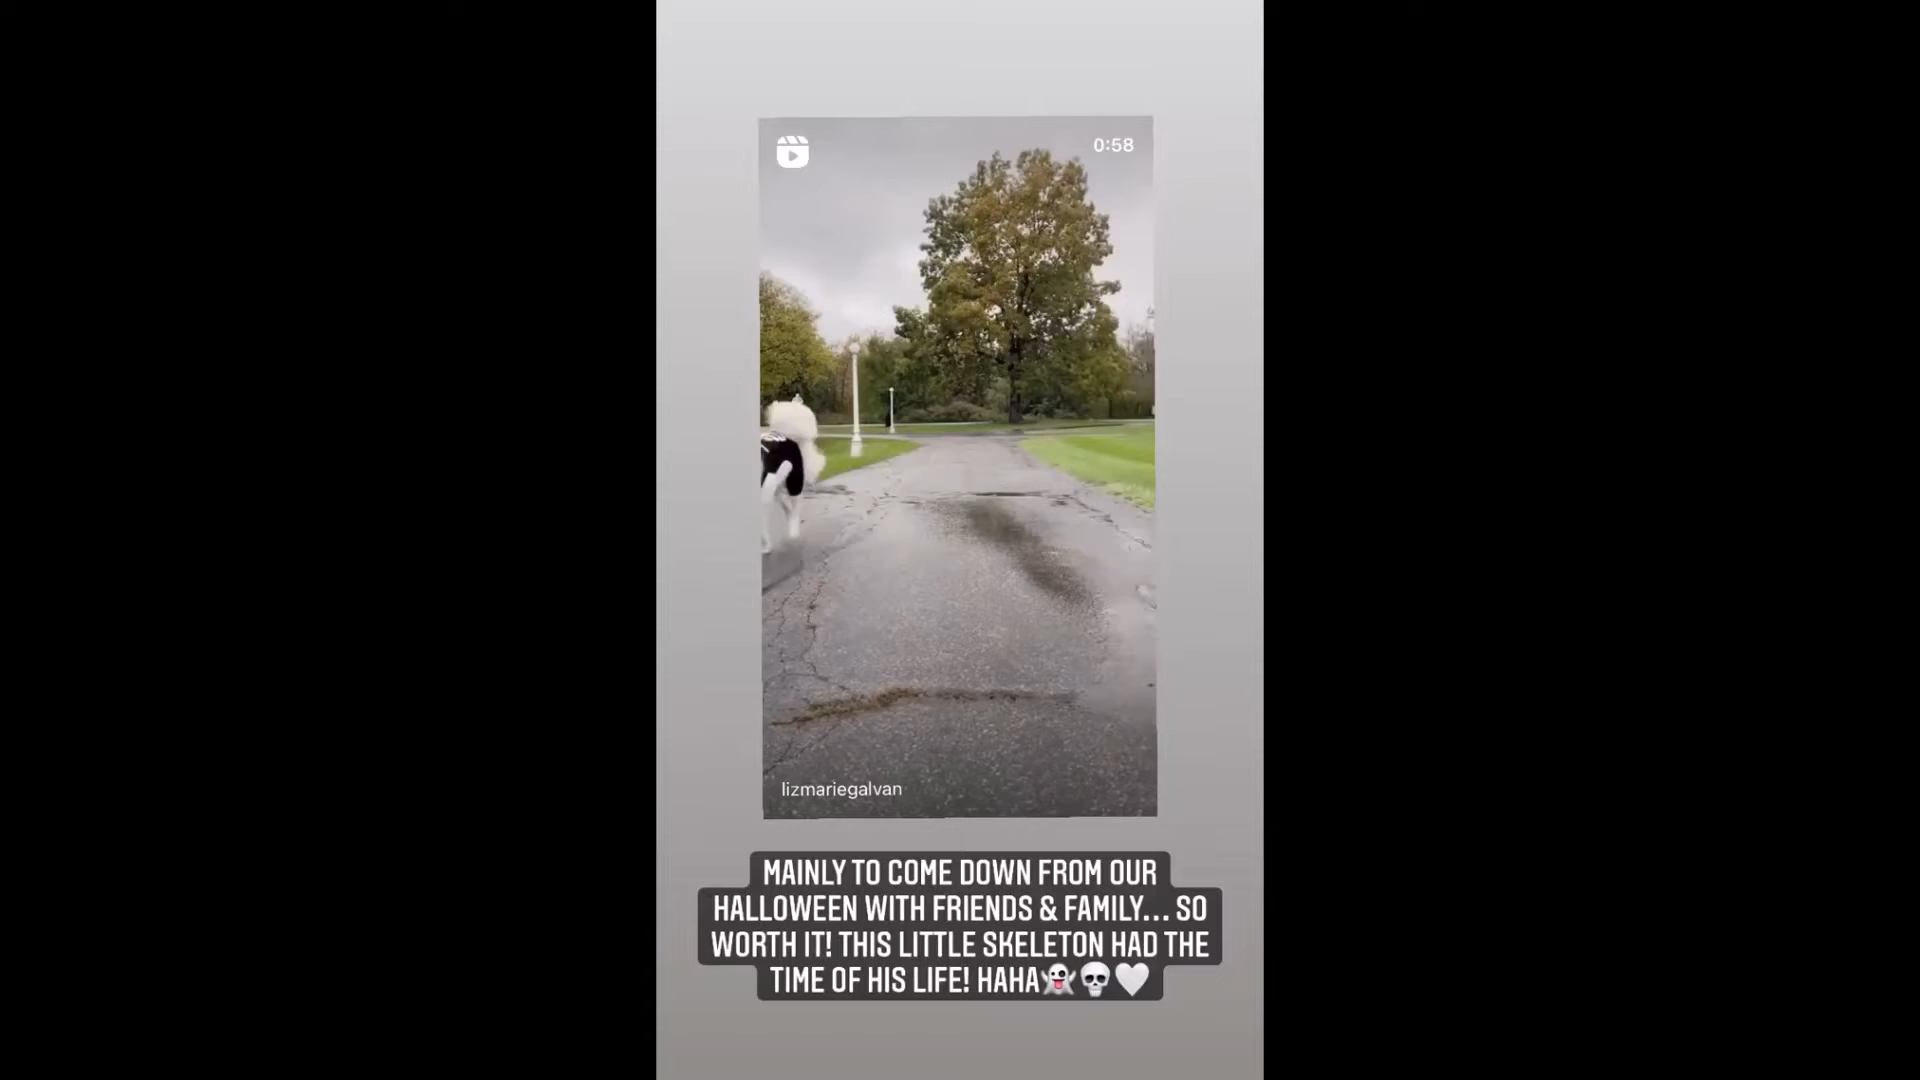 0:58
lizmariegalvan
MAINLY TO COME DOWN FROM OUR
HALLOWEEN WITH FRIENDS & FAMILY... SO
WORTH IT! THIS LITTLE SKELETON HAD THE
TIME OF HIS LIFE! HAHA👻💀🤍